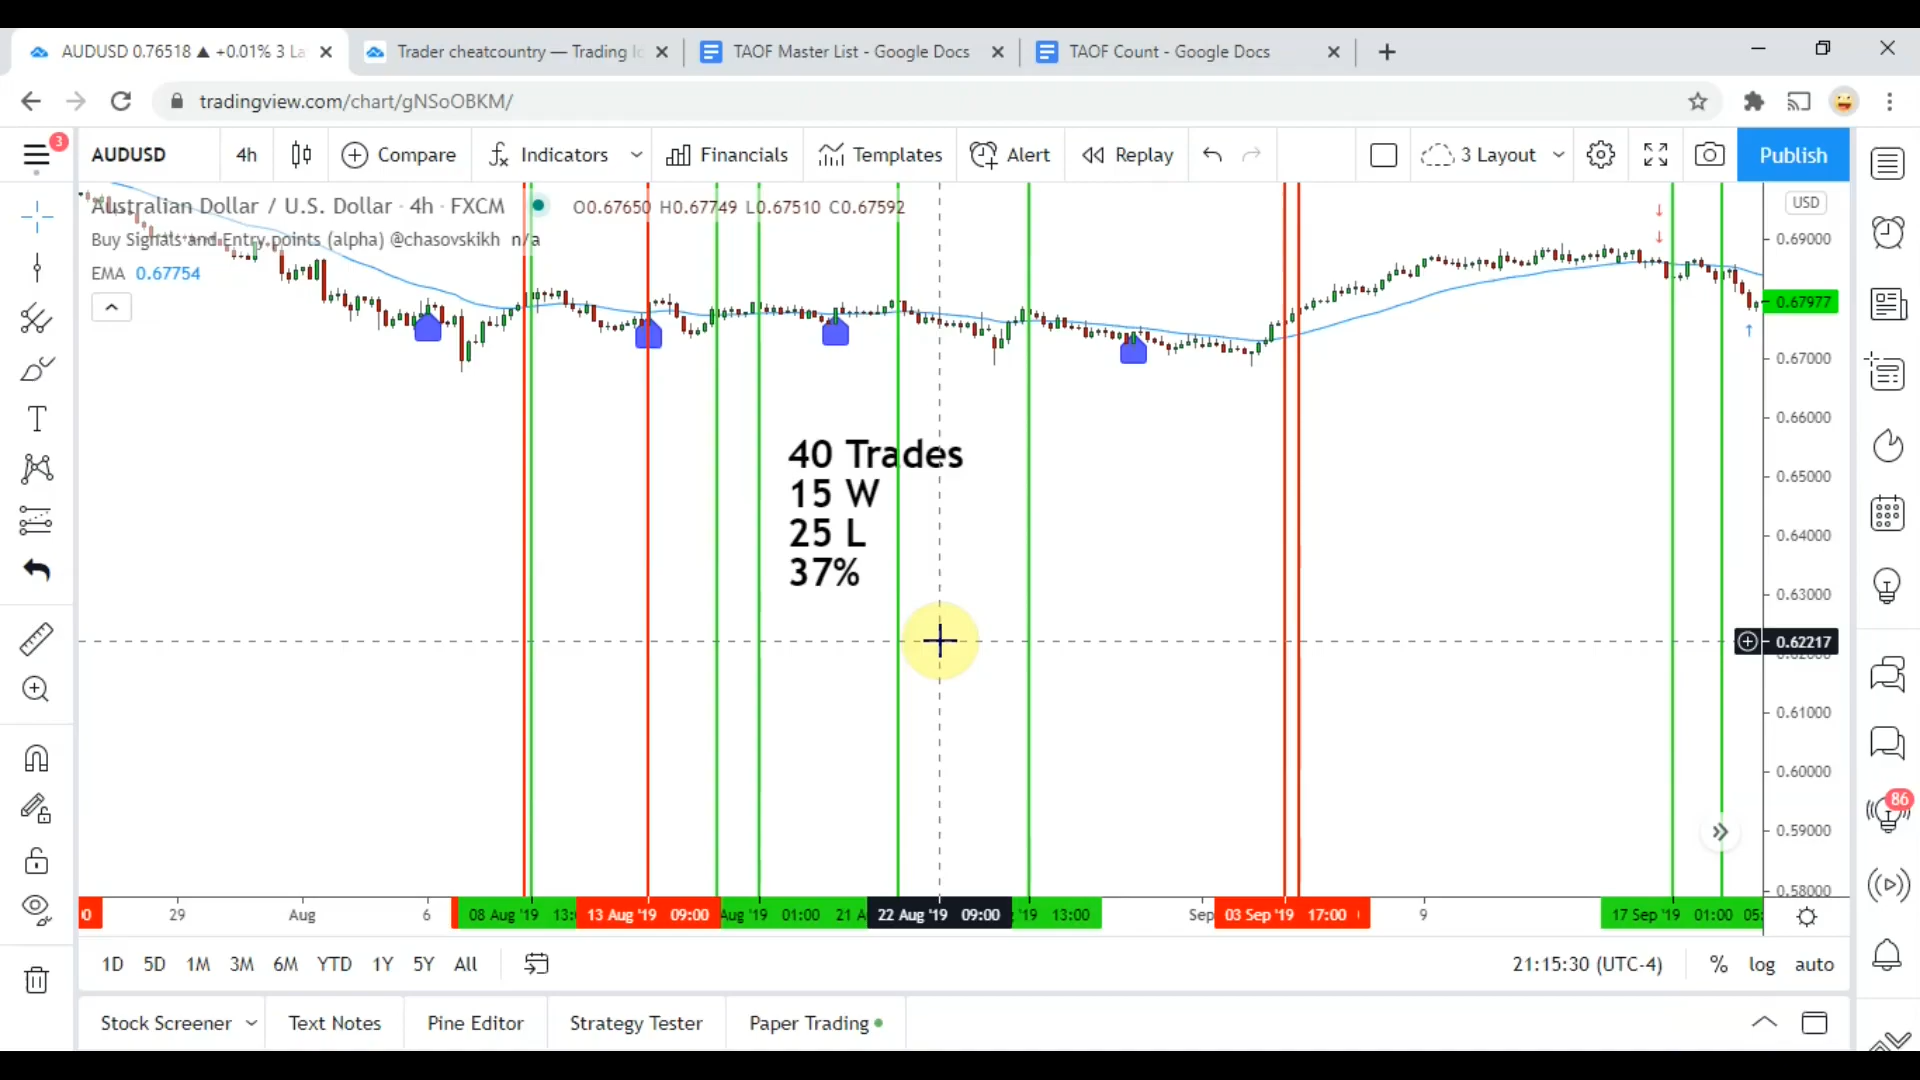 AUDUSD 0.76518 ▲ +0.01% 3 La
Trader cheatcountry — Trading
TAOF Master List - Google Docs
TAOF Count - Google Docs
tradingview.com/chart/gNSoOBKM/
3
AUDUSD
4h
Compare
Indicators
Financials
Templates
Alert
Replay
3 Layout
Publish
Australian Dollar / U.S. Dollar · 4h · FXCM
O0.67650 H0.67749 L0.67510 C0.67592
USD
Buy Signals and Entry points (alpha) @chasovskikh n/a
0.69000
EMA 0.67754
0.67977
0.67000
0.66000
40 Trades
0.65000
15 W
25 L
0.64000
37%
0.63000
0.62217
0.61000
0.60000
86
0.59000
0.58000
29
Aug
6
08 Aug '19 13:
13 Aug '19 09:00
Aug '19 01:00
21 A
22 Aug '19 09:00
'19 13:00
Sep
03 Sep '19 17:00
9
17 Sep '19 01:00
05:
1D 5D 1M 3M 6M YTD 1Y 5Y All
21:15:30 (UTC-4)
% log auto
Stock Screener
Text Notes
Pine Editor
Strategy Tester
Paper Trading